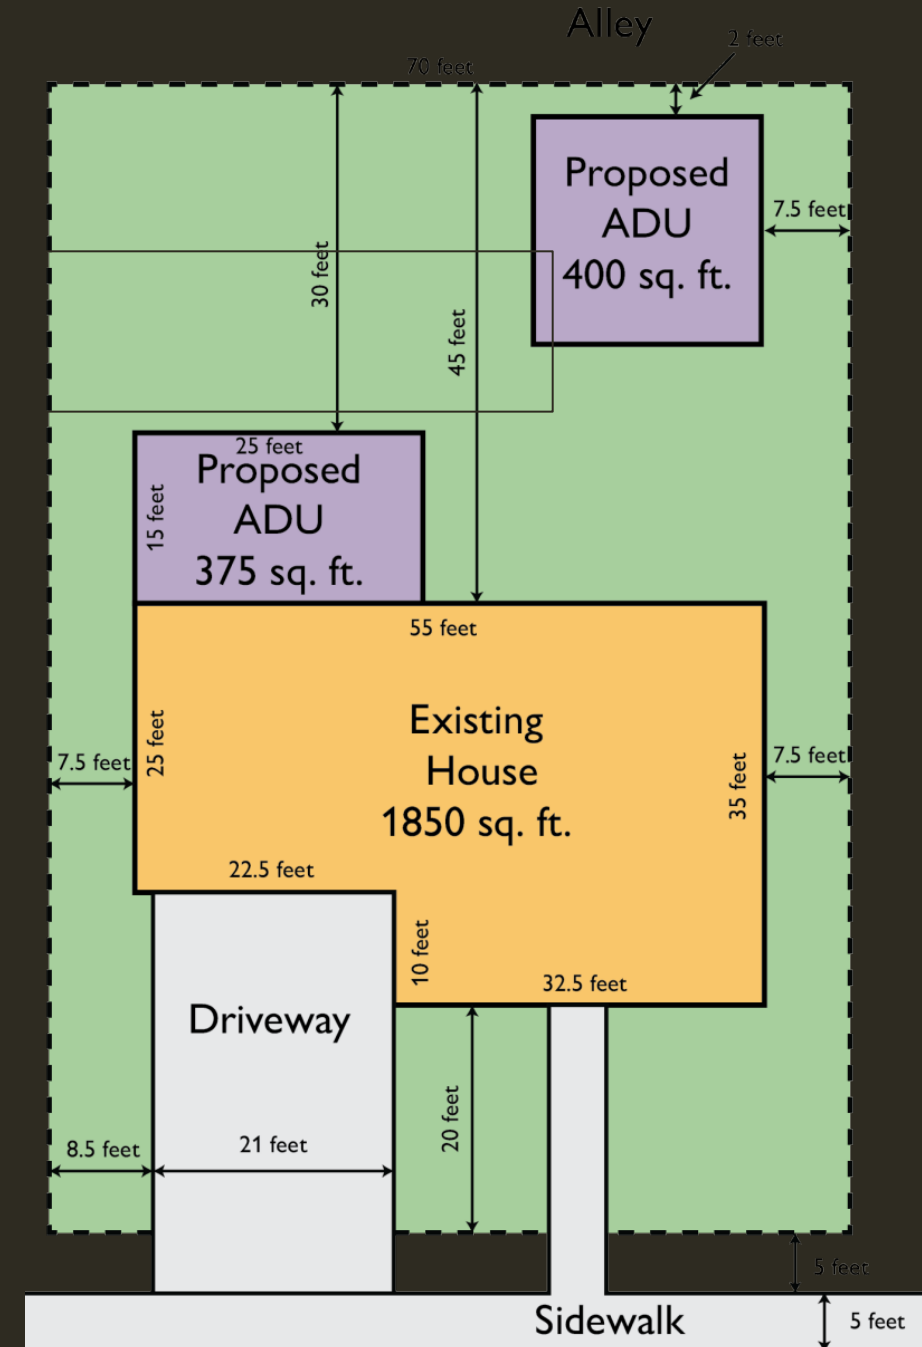 Alley
2 feet
70 feet
Proposed
ADU
400 sq. ft.
7.5 feet
30 feet
45 feet
25 feet
Proposed
ADU
375 sq. ft.
15 feet
55 feet
Existing
House
1850 sq. ft.
25 feet
7.5 feet
7.5 feet
35 feet
22.5 feet
10 feet
32.5 feet
Driveway
20 feet
8.5 feet
21 feet
5 feet
Sidewalk
5 feet